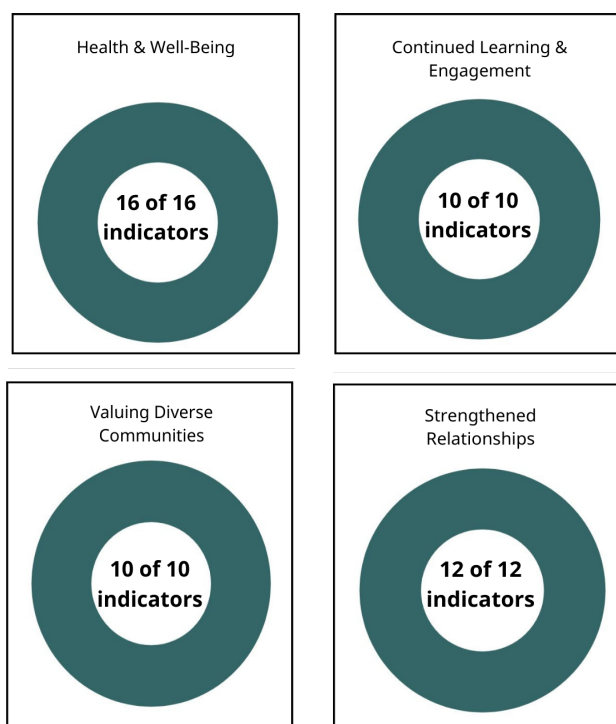 Health & Well-Being
16 of 16
indicators
Continued Learning &
Engagement
10 of 10
indicators
Valuing Diverse
Communities
10 of 10
indicators
Strengthened
Relationships
12 of 12
indicators